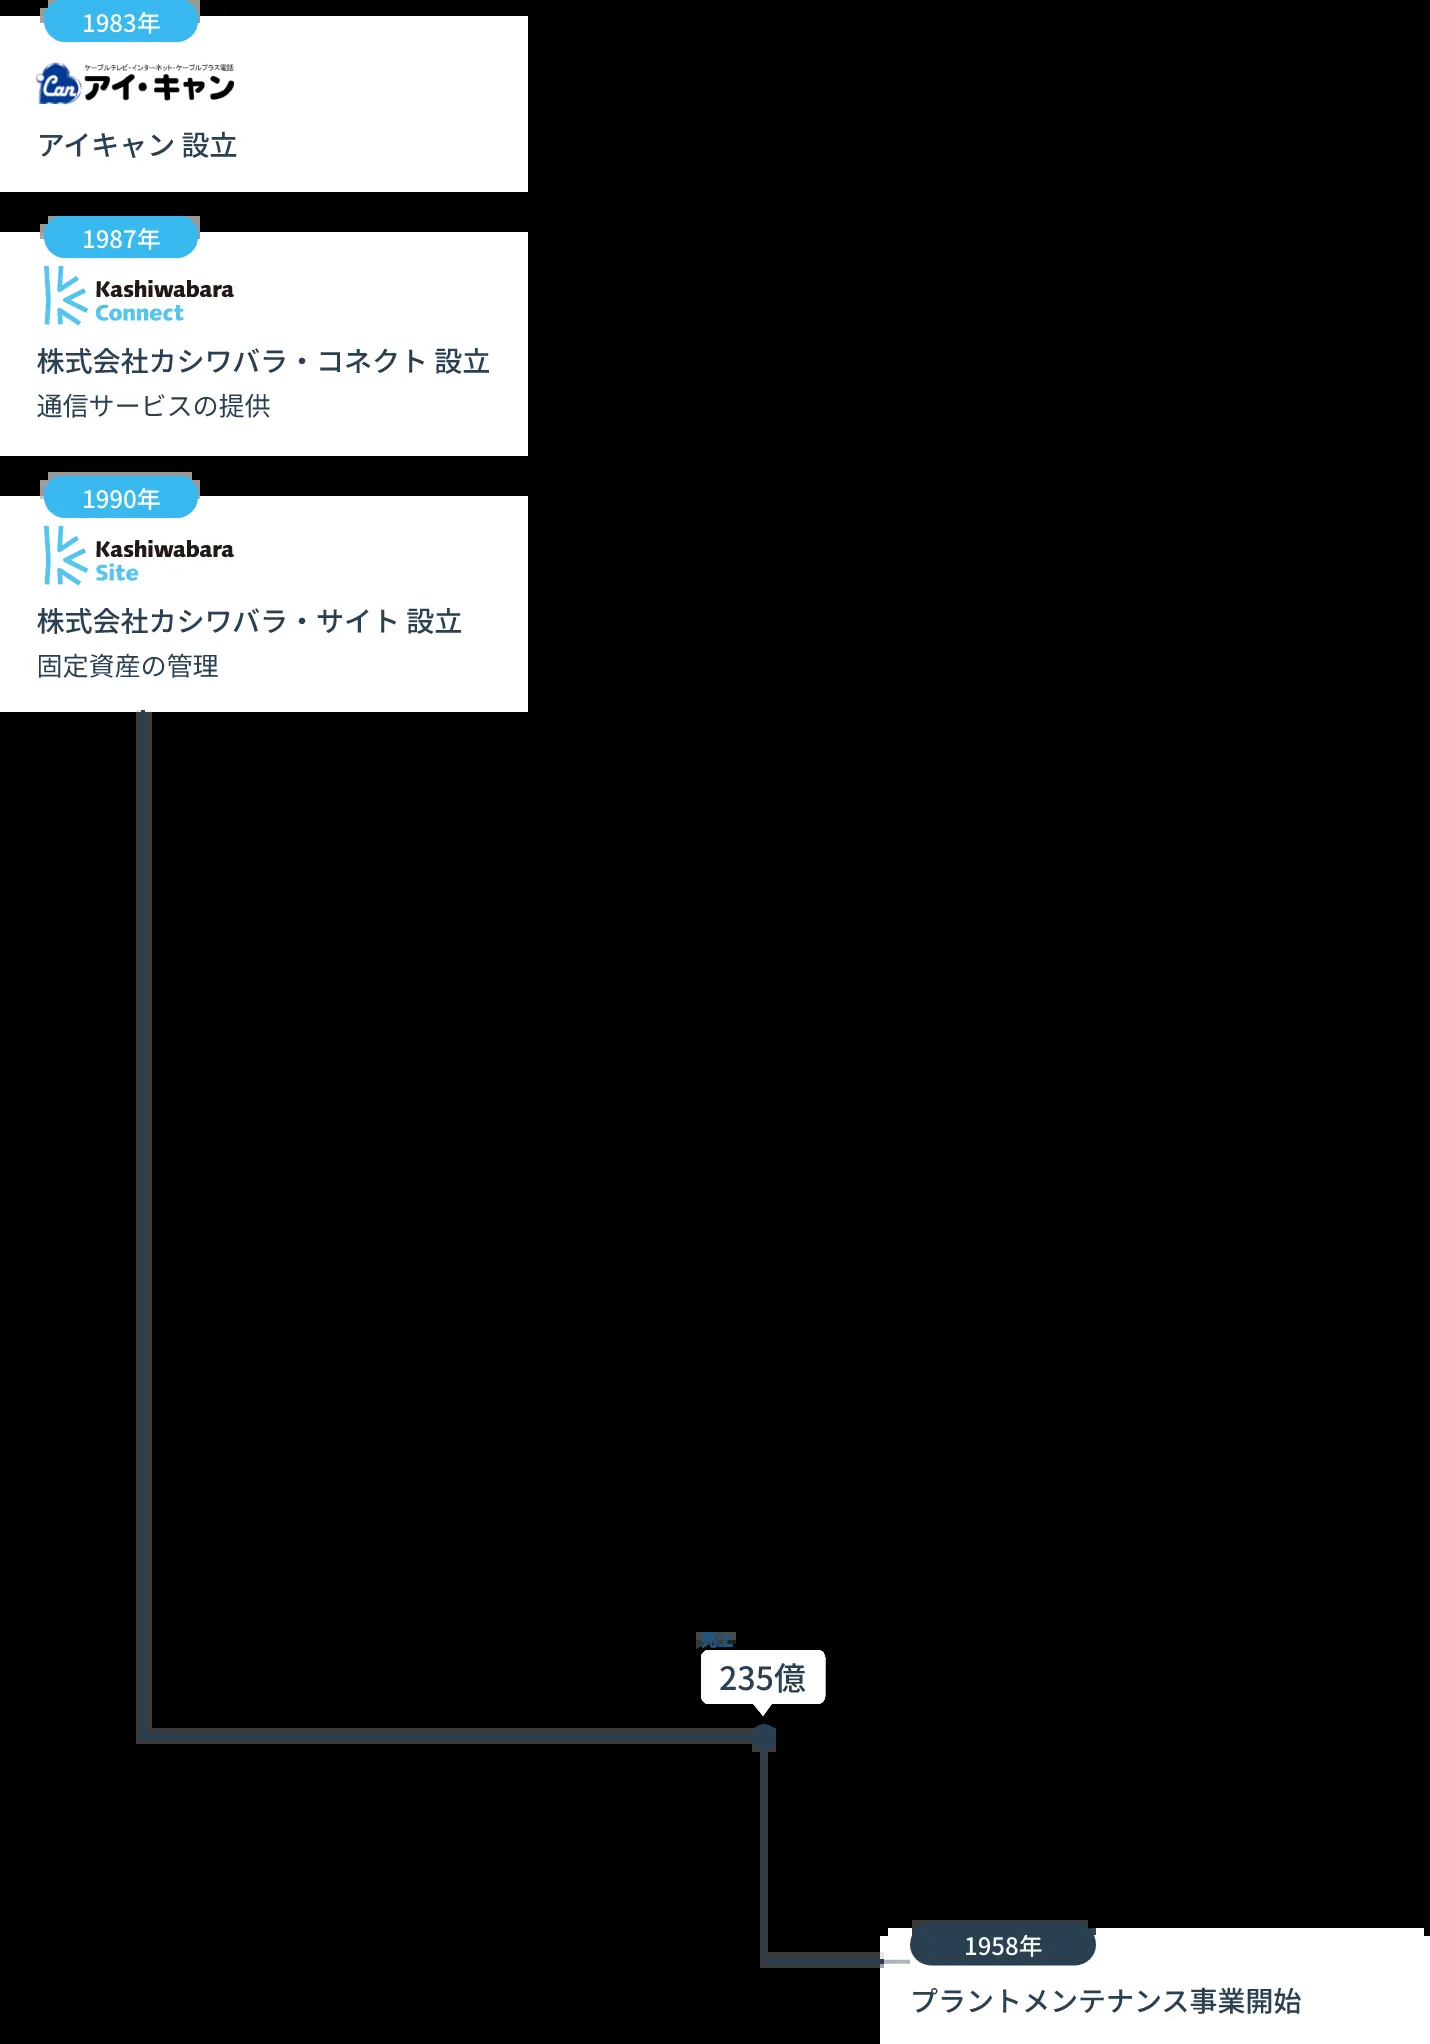 1983年
Can
ケーブルテレビ・インターネット・ケーブルプラス電話
アイ・キャン
アイキャン 設立
1987年
Kashiwabara
Connect
株式会社カシワバラ・コネクト 設立
通信サービスの提供
1990年
Kashiwabara
Site
株式会社カシワバラ・サイト 設立
固定資産の管理
売上
235億
1958年
プラントメンテナンス事業開始